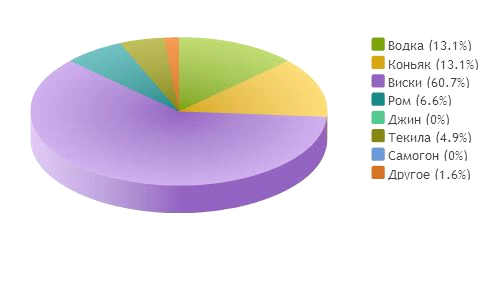 Водка (13.1%)
Коньяк (13.1%)
Виски (60.7%)
Ром (6.6%)
Джин (0%)
Текила (4.9%)
Самогон (0%)
Другое (1.6%)